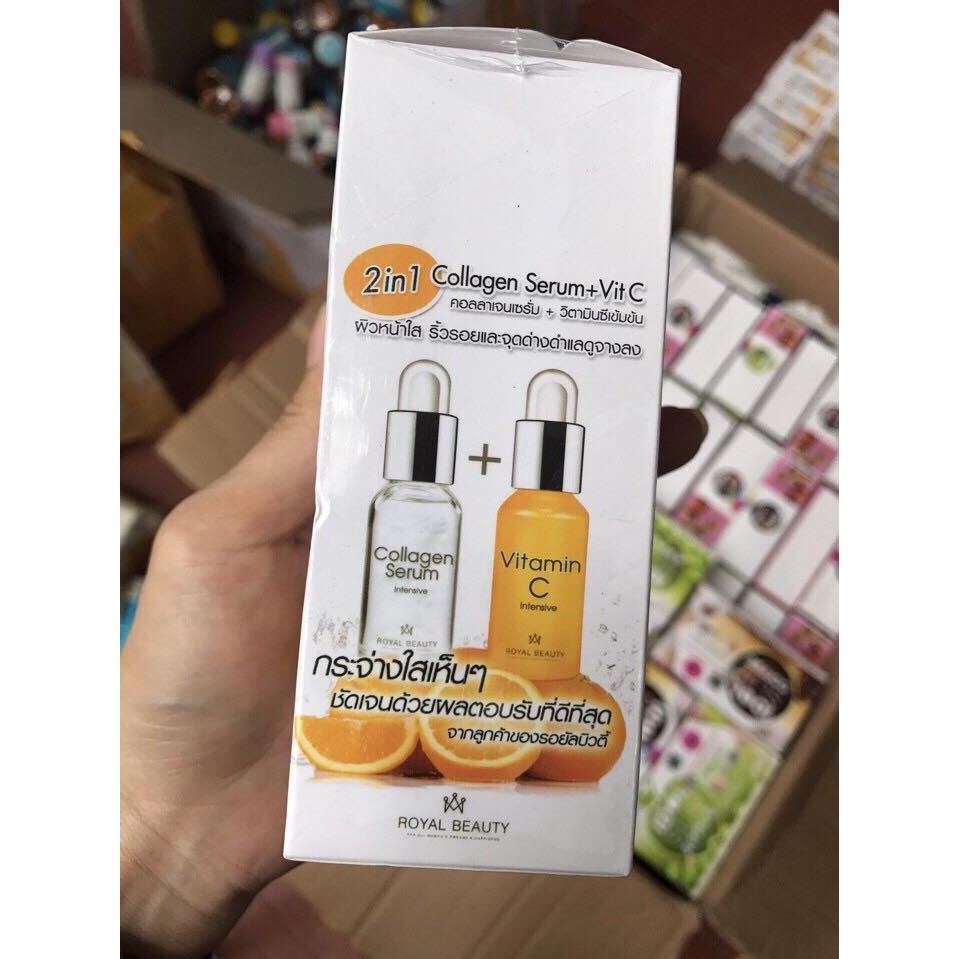 2in1 Collagen Serum+Vit C
คอลลาเจนเซรั่ม + วิตามินซีเข้มข้น
ผิวหน้าใส ริ้วรอยและจุดด่างดำแลดูจางลง
Collagen
Serum
Intensive
ROYAL BEAUTY
Vitamin
C
Intensive
ROYAL BEAUTY
กระจ่างใสเห็นๆ
ชัดเจนด้วยผลตอบรับที่ดีที่สุด
จากลูกค้าของรอยัลบิวตี้
ROYAL BEAUTY